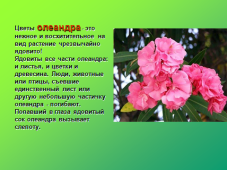 Цветы олеандра это
нежное и восхитительное на
вид растение чрезвычайно
ядовито!
Ядовиты все части олеандра:
и листья, и цветки и
древесина. Люди, животные
или птицы, съевшие
единственный лист или
другую небольшую частичку
олеандра - погибают.
Попавший в глаза ядовитый
сок олеандра вызывает
слепоту.